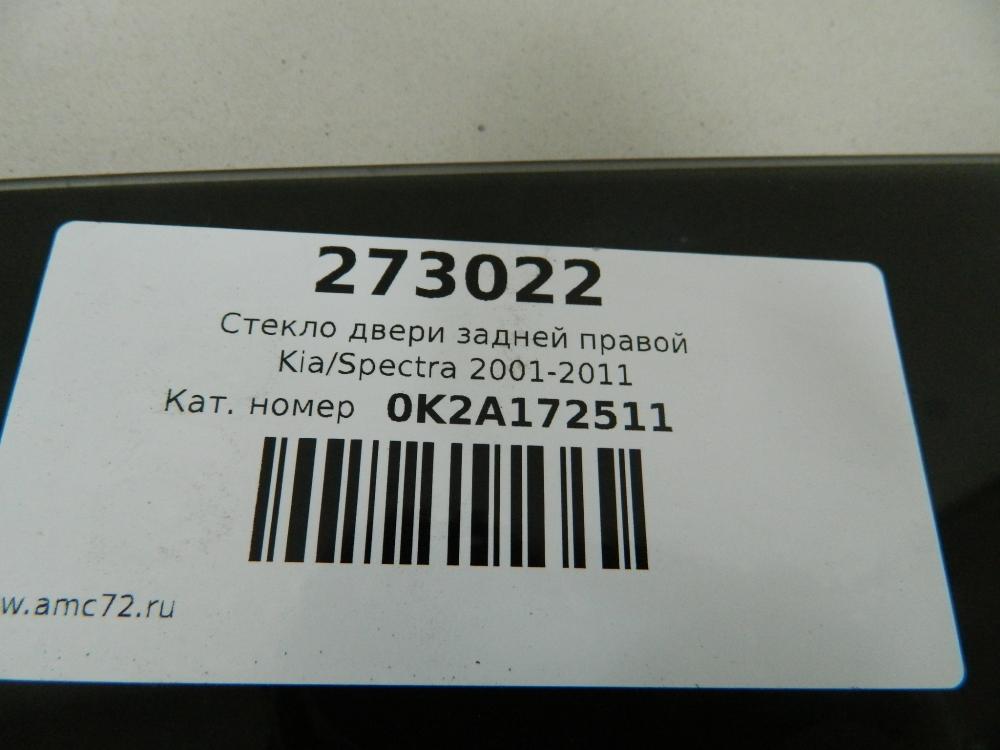 273022
Стекло двери задней правой
Kia/Spectra 2001-2011
Кат. номер 0K2A172511
w.amc72.ru